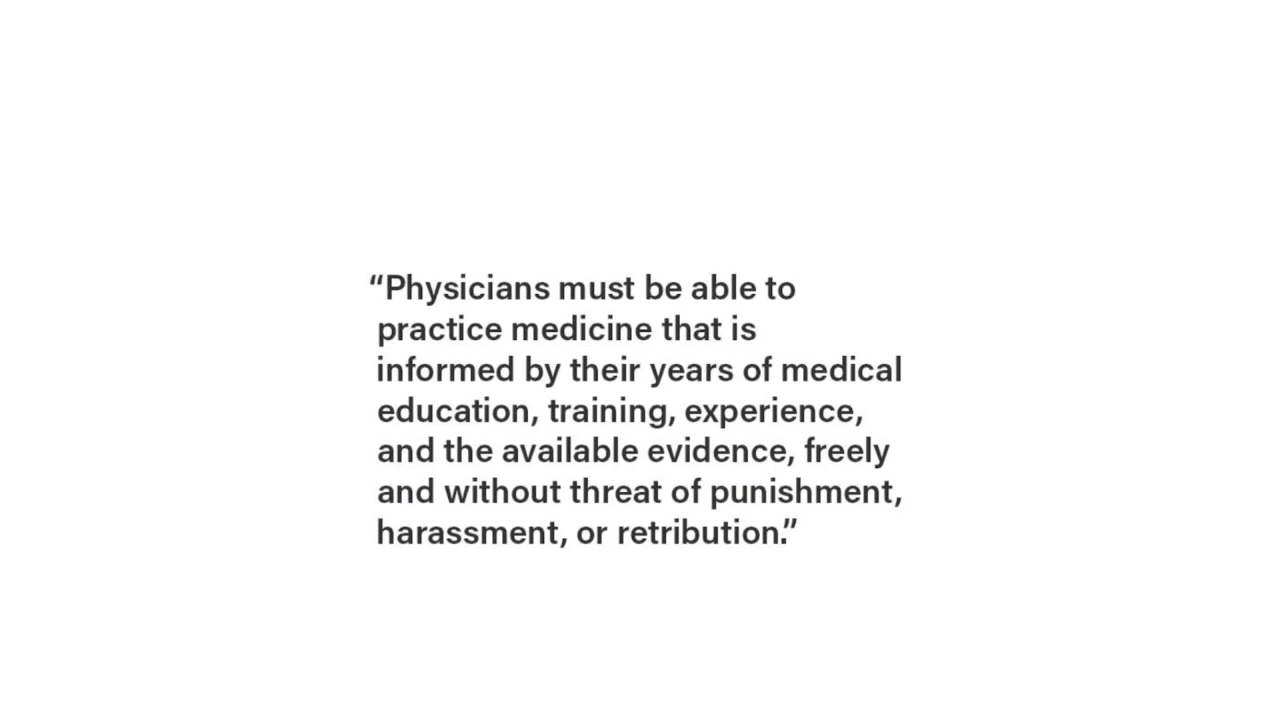 “Physicians must be able to
practice medicine that is
informed by their years of medical
education, training, experience,
and the available evidence, freely
and without threat of punishment,
harassment, or retribution.”